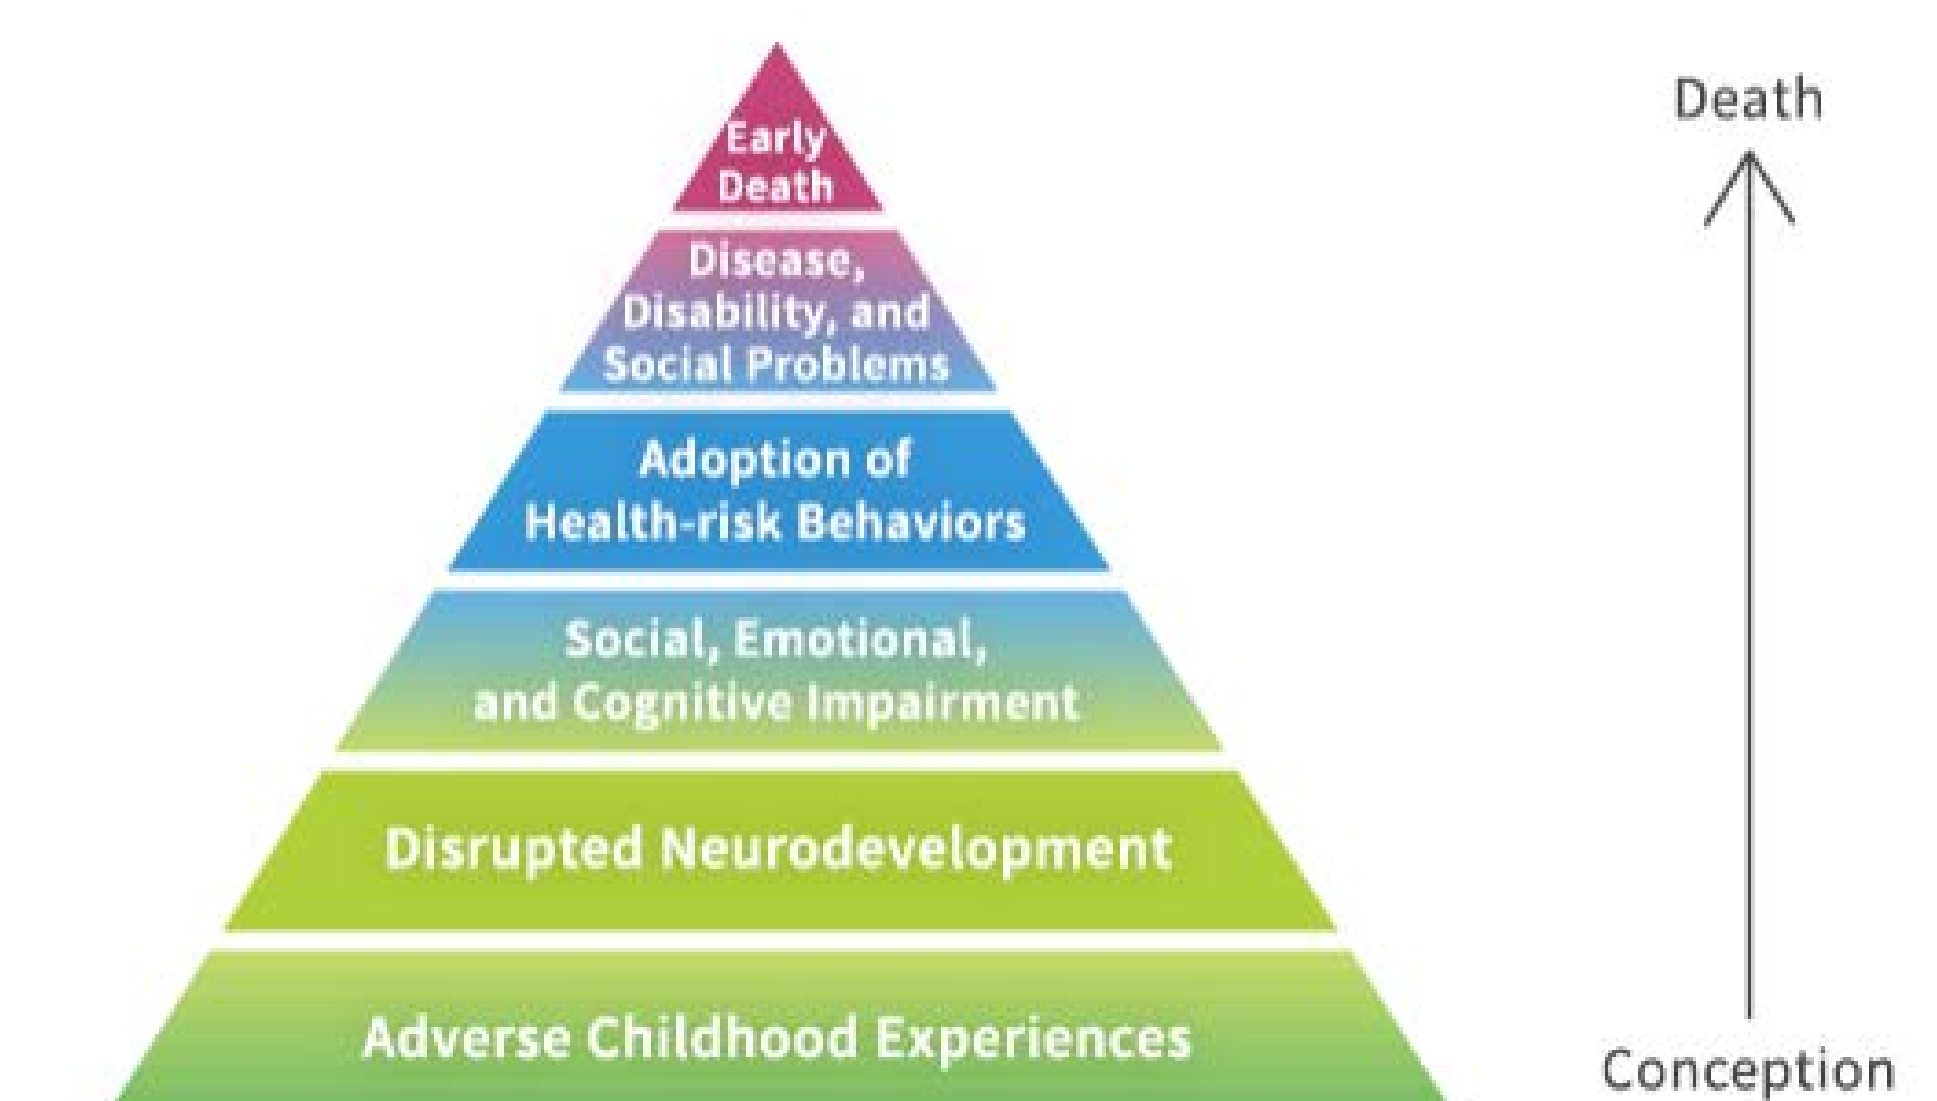 Early
Death
Disease,
Disability, and
Social Problems
Adoption of
Health-risk Behaviors
Social, Emotional,
and Cognitive Impairment
Disrupted Neurodevelopment
Adverse Childhood Experiences
Death
Conception